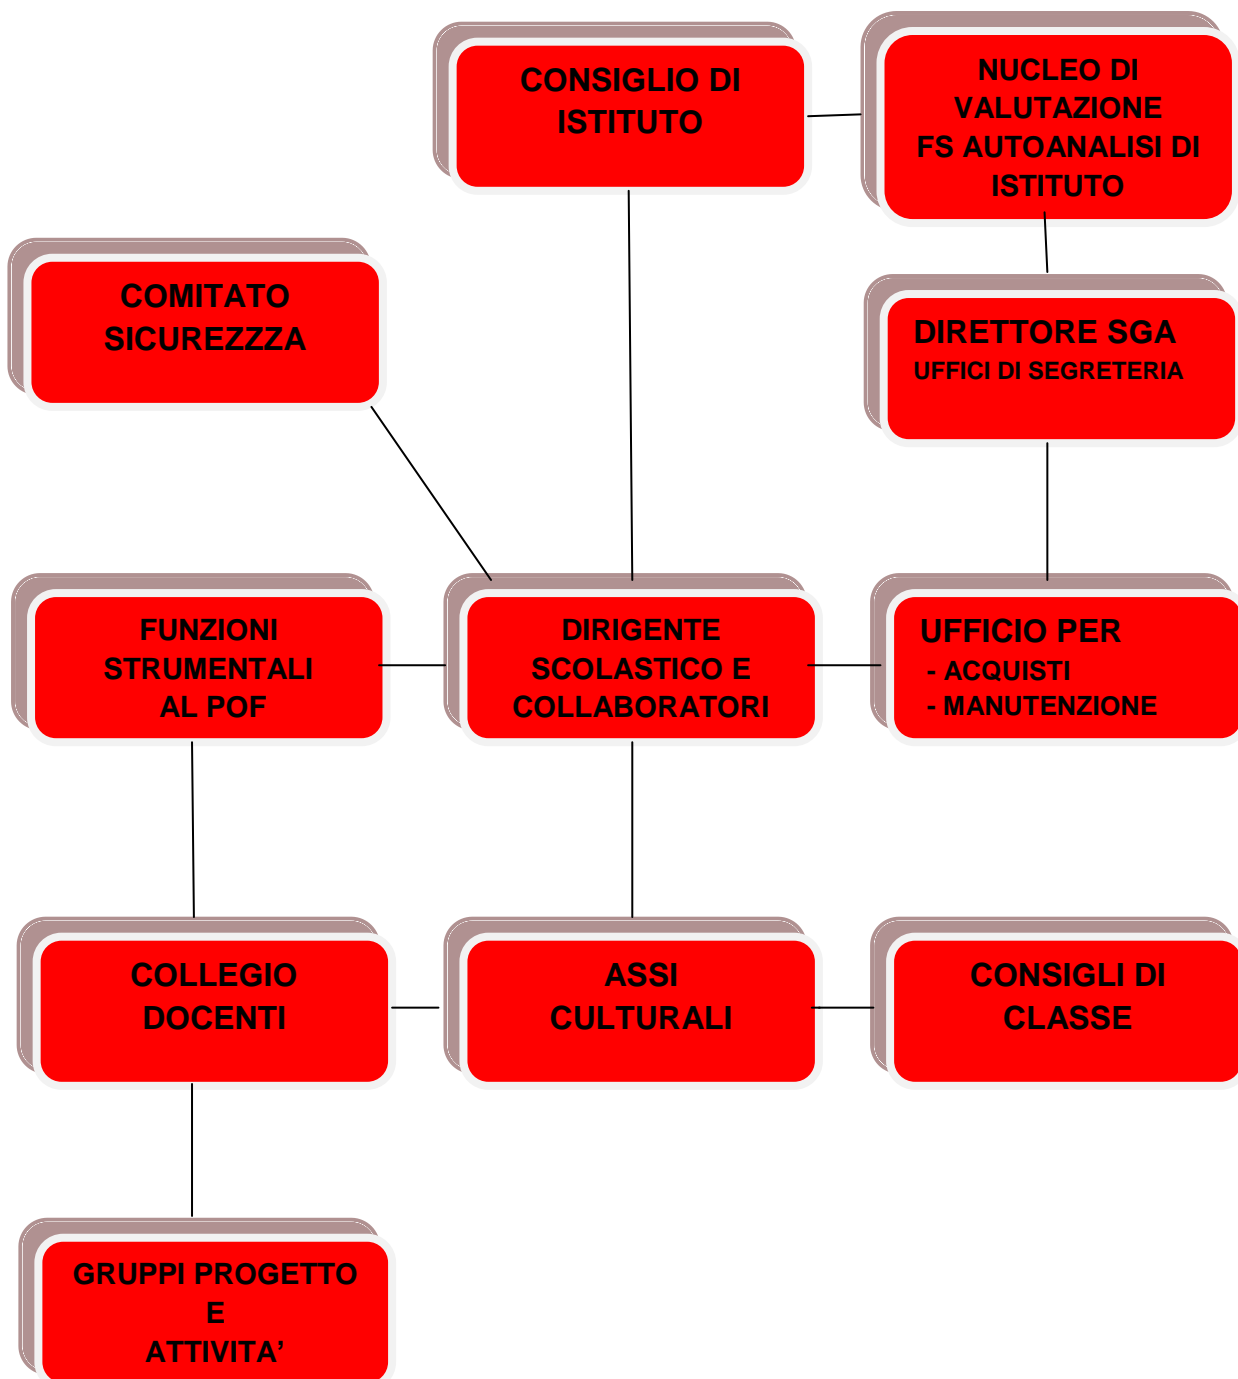 CONSIGLIO DI
ISTITUTO
NUCLEO DI
VALUTAZIONE
FS AUTOANALISI DI
ISTITUTO
COMITATO
SICUREZZZA
DIRETTORE SGA
UFFICI DI SEGRETERIA
FUNZIONI
STRUMENTALI
AL POF
DIRIGENTE
SCOLASTICO E
COLLABORATORI
UFFICIO PER
- ACQUISTI
- MANUTENZIONE
COLLEGIO
DOCENTI
ASSI
CULTURALI
CONSIGLI DI
CLASSE
GRUPPI PROGETTO
E
ATTIVITA’